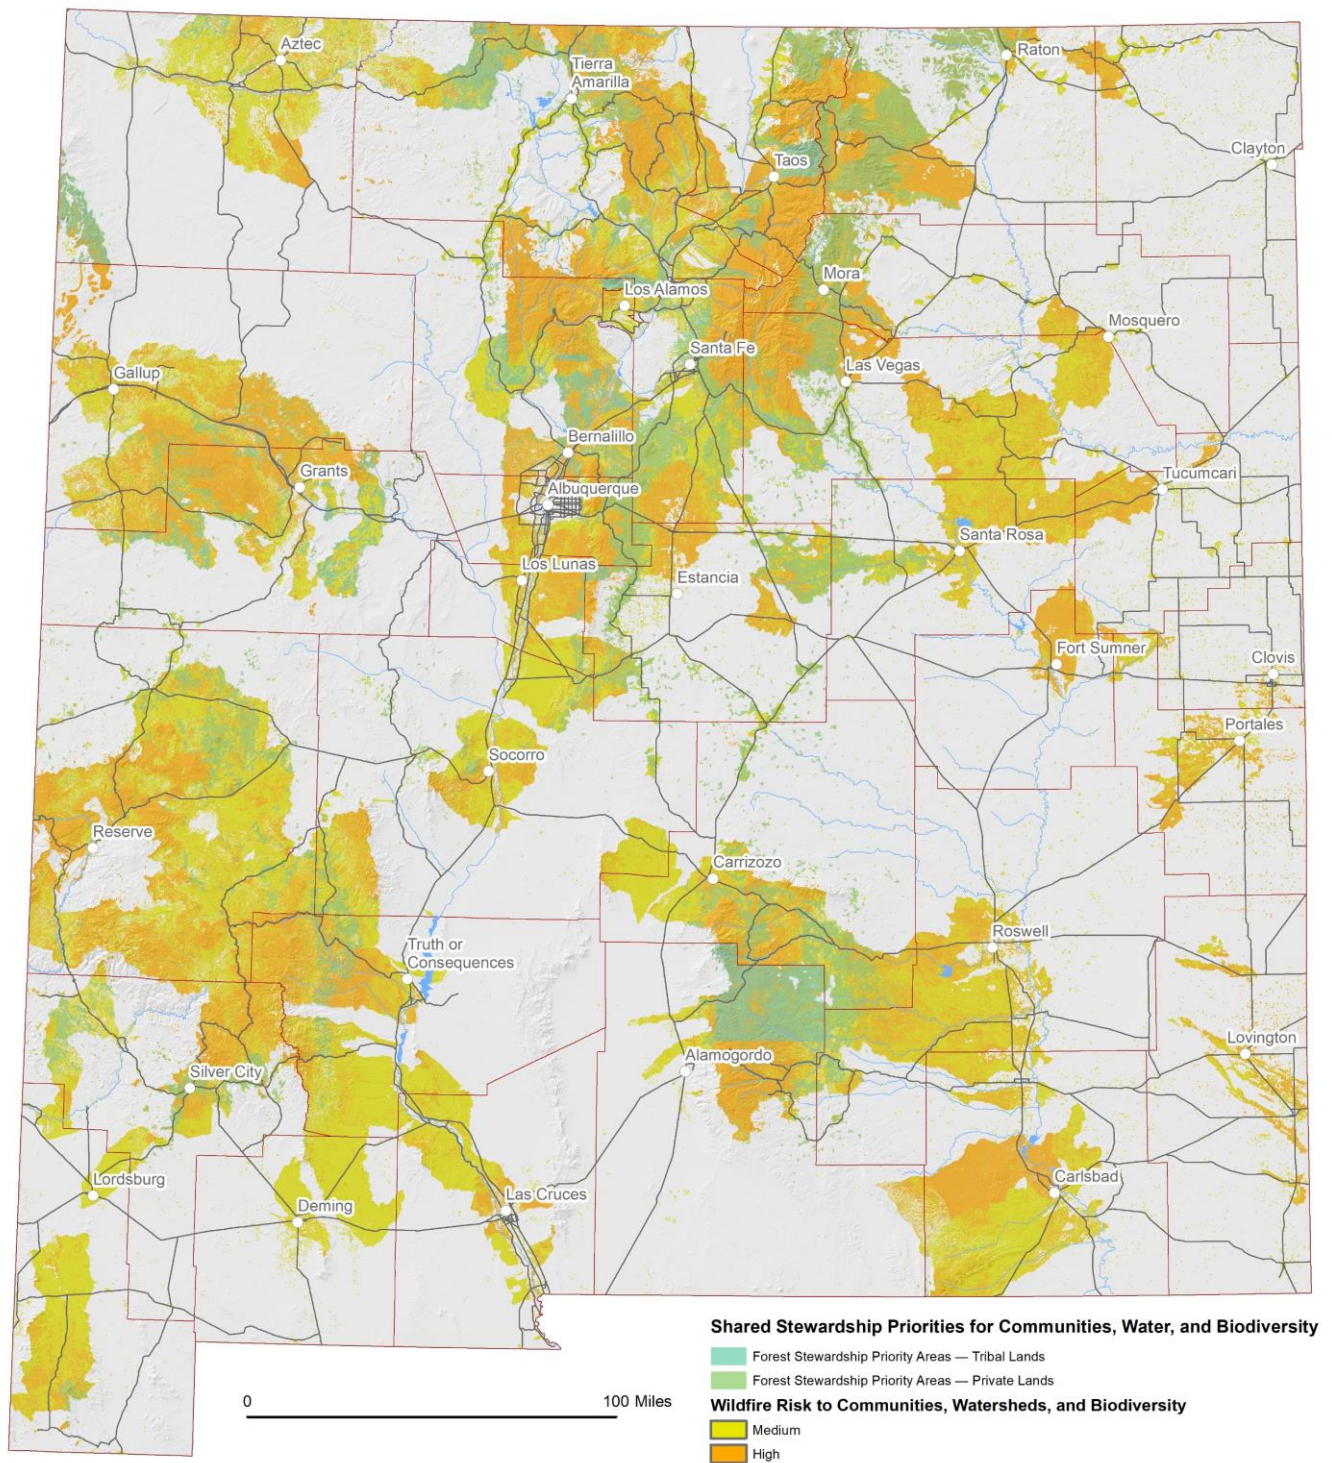 Aztec
Tierra
Amarilla
Raton
Taos
Clayton
Mora
Los Alamos
Mosquero
Santa Fe
Las Vegas
Gallup
Bernalillo
Grants
Tucumcari
Albuquerque
Santa Rosa
Los Lunas
Estancia
Fort Sumner
Clovis
Portales
Socorro
Reserve
Carrizozo
Roswell
Truth or
Consequences
Lovington
Alamogordo
Silver City
Lordsburg
Carlsbad
Las Cruces
Deming
Shared Stewardship Priorities for Communities, Water, and Biodiversity
Forest Stewardship Priority Areas — Tribal Lands
Forest Stewardship Priority Areas — Private Lands
0 100 Miles
Wildfire Risk to Communities, Watersheds, and Biodiversity
Medium
High